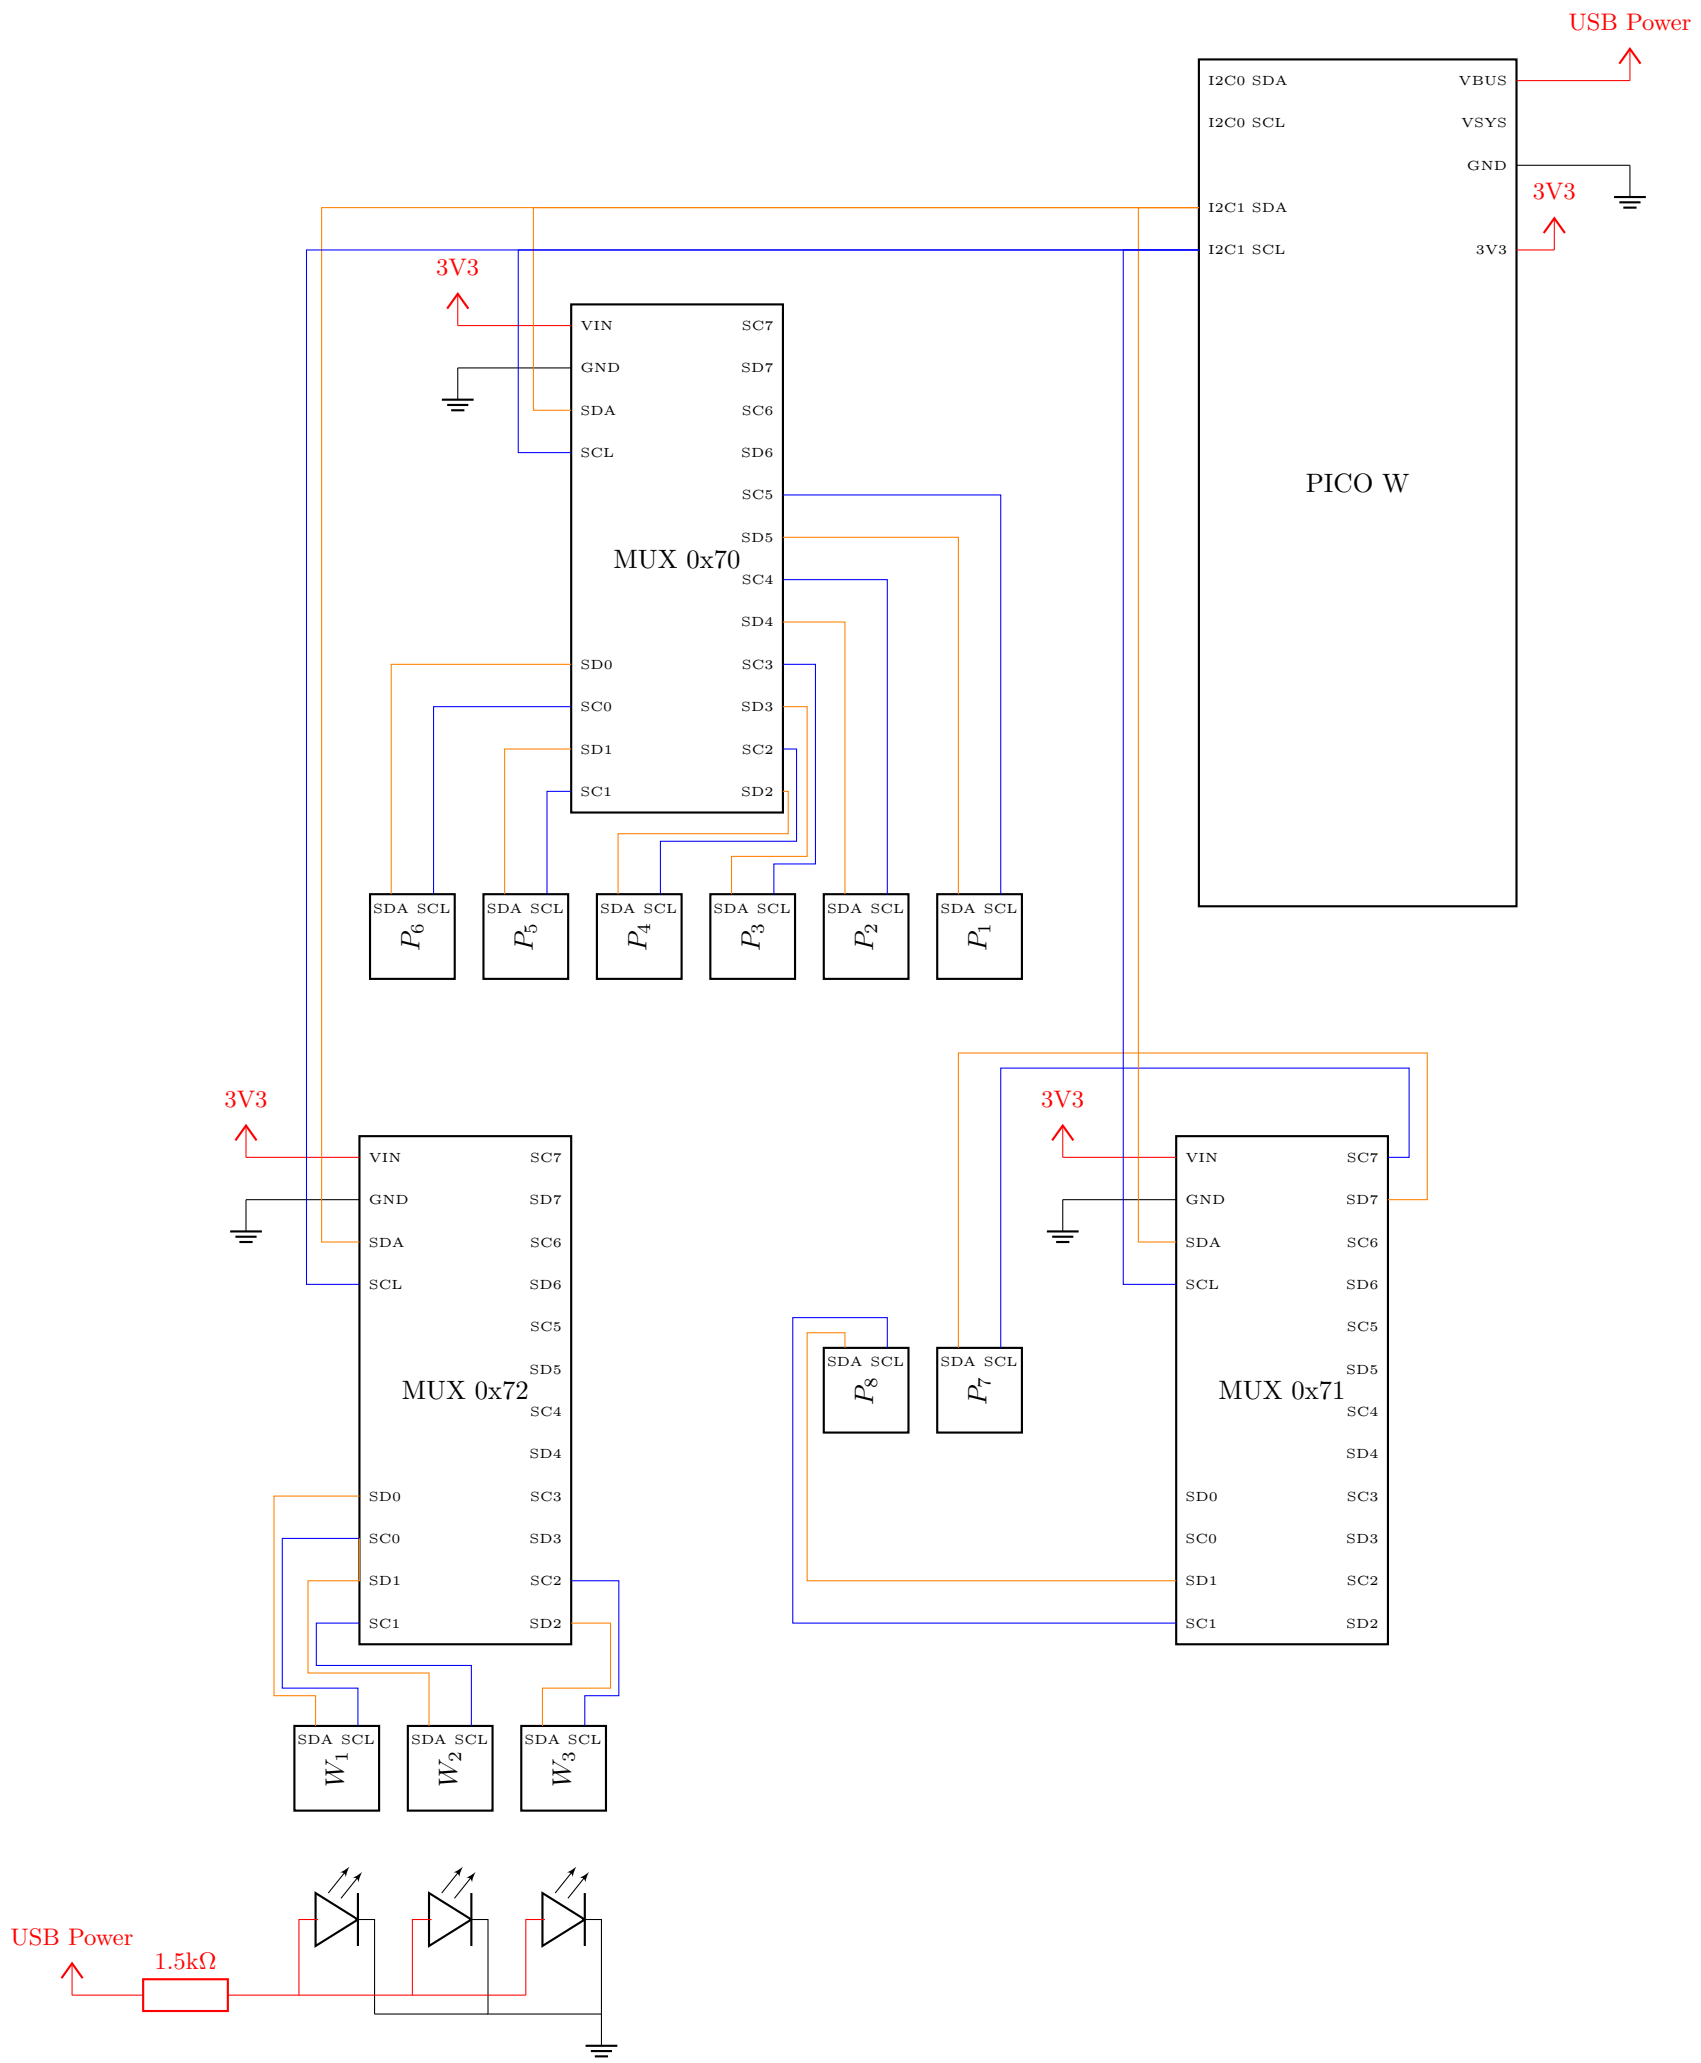 USB Power
I2C0 SDA VBUS
I2C0 SCL VSYS
GND
3V3
I2C1 SDA
I2C1 SCL 3V3
PICO W
3V3
VIN SC7
GND SD7
SDA SC6
SCL SD6
SC5
SD5
MUX 0x70
SC4
SD4
SD0 SC3
SC0 SD3
SD1 SC2
SC1 SD2
SDA SCL SDA SCL SDA SCL SDA SCL SDA SCL SDA SCL
P6 P5 P4 P3 P2 P1
3V3
VIN SC7
GND SD7
SDA SC6
SCL SD6
SC5
SD5
MUX 0x72
SC4
SD4
SD0 SC3
SC0 SD3
SD1 SC2
SC1 SD2
SDA SCL SDA SCL
P8 P7
3V3
VIN SC7
GND SD7
SDA SC6
SCL SD6
SC5
SD5
MUX 0x71
SC4
SD4
SD0 SC3
SC0 SD3
SD1 SC2
SC1 SD2
SDA SCL SDA SCL SDA SCL
W1 W2 W3
USB Power
1.5kΩ